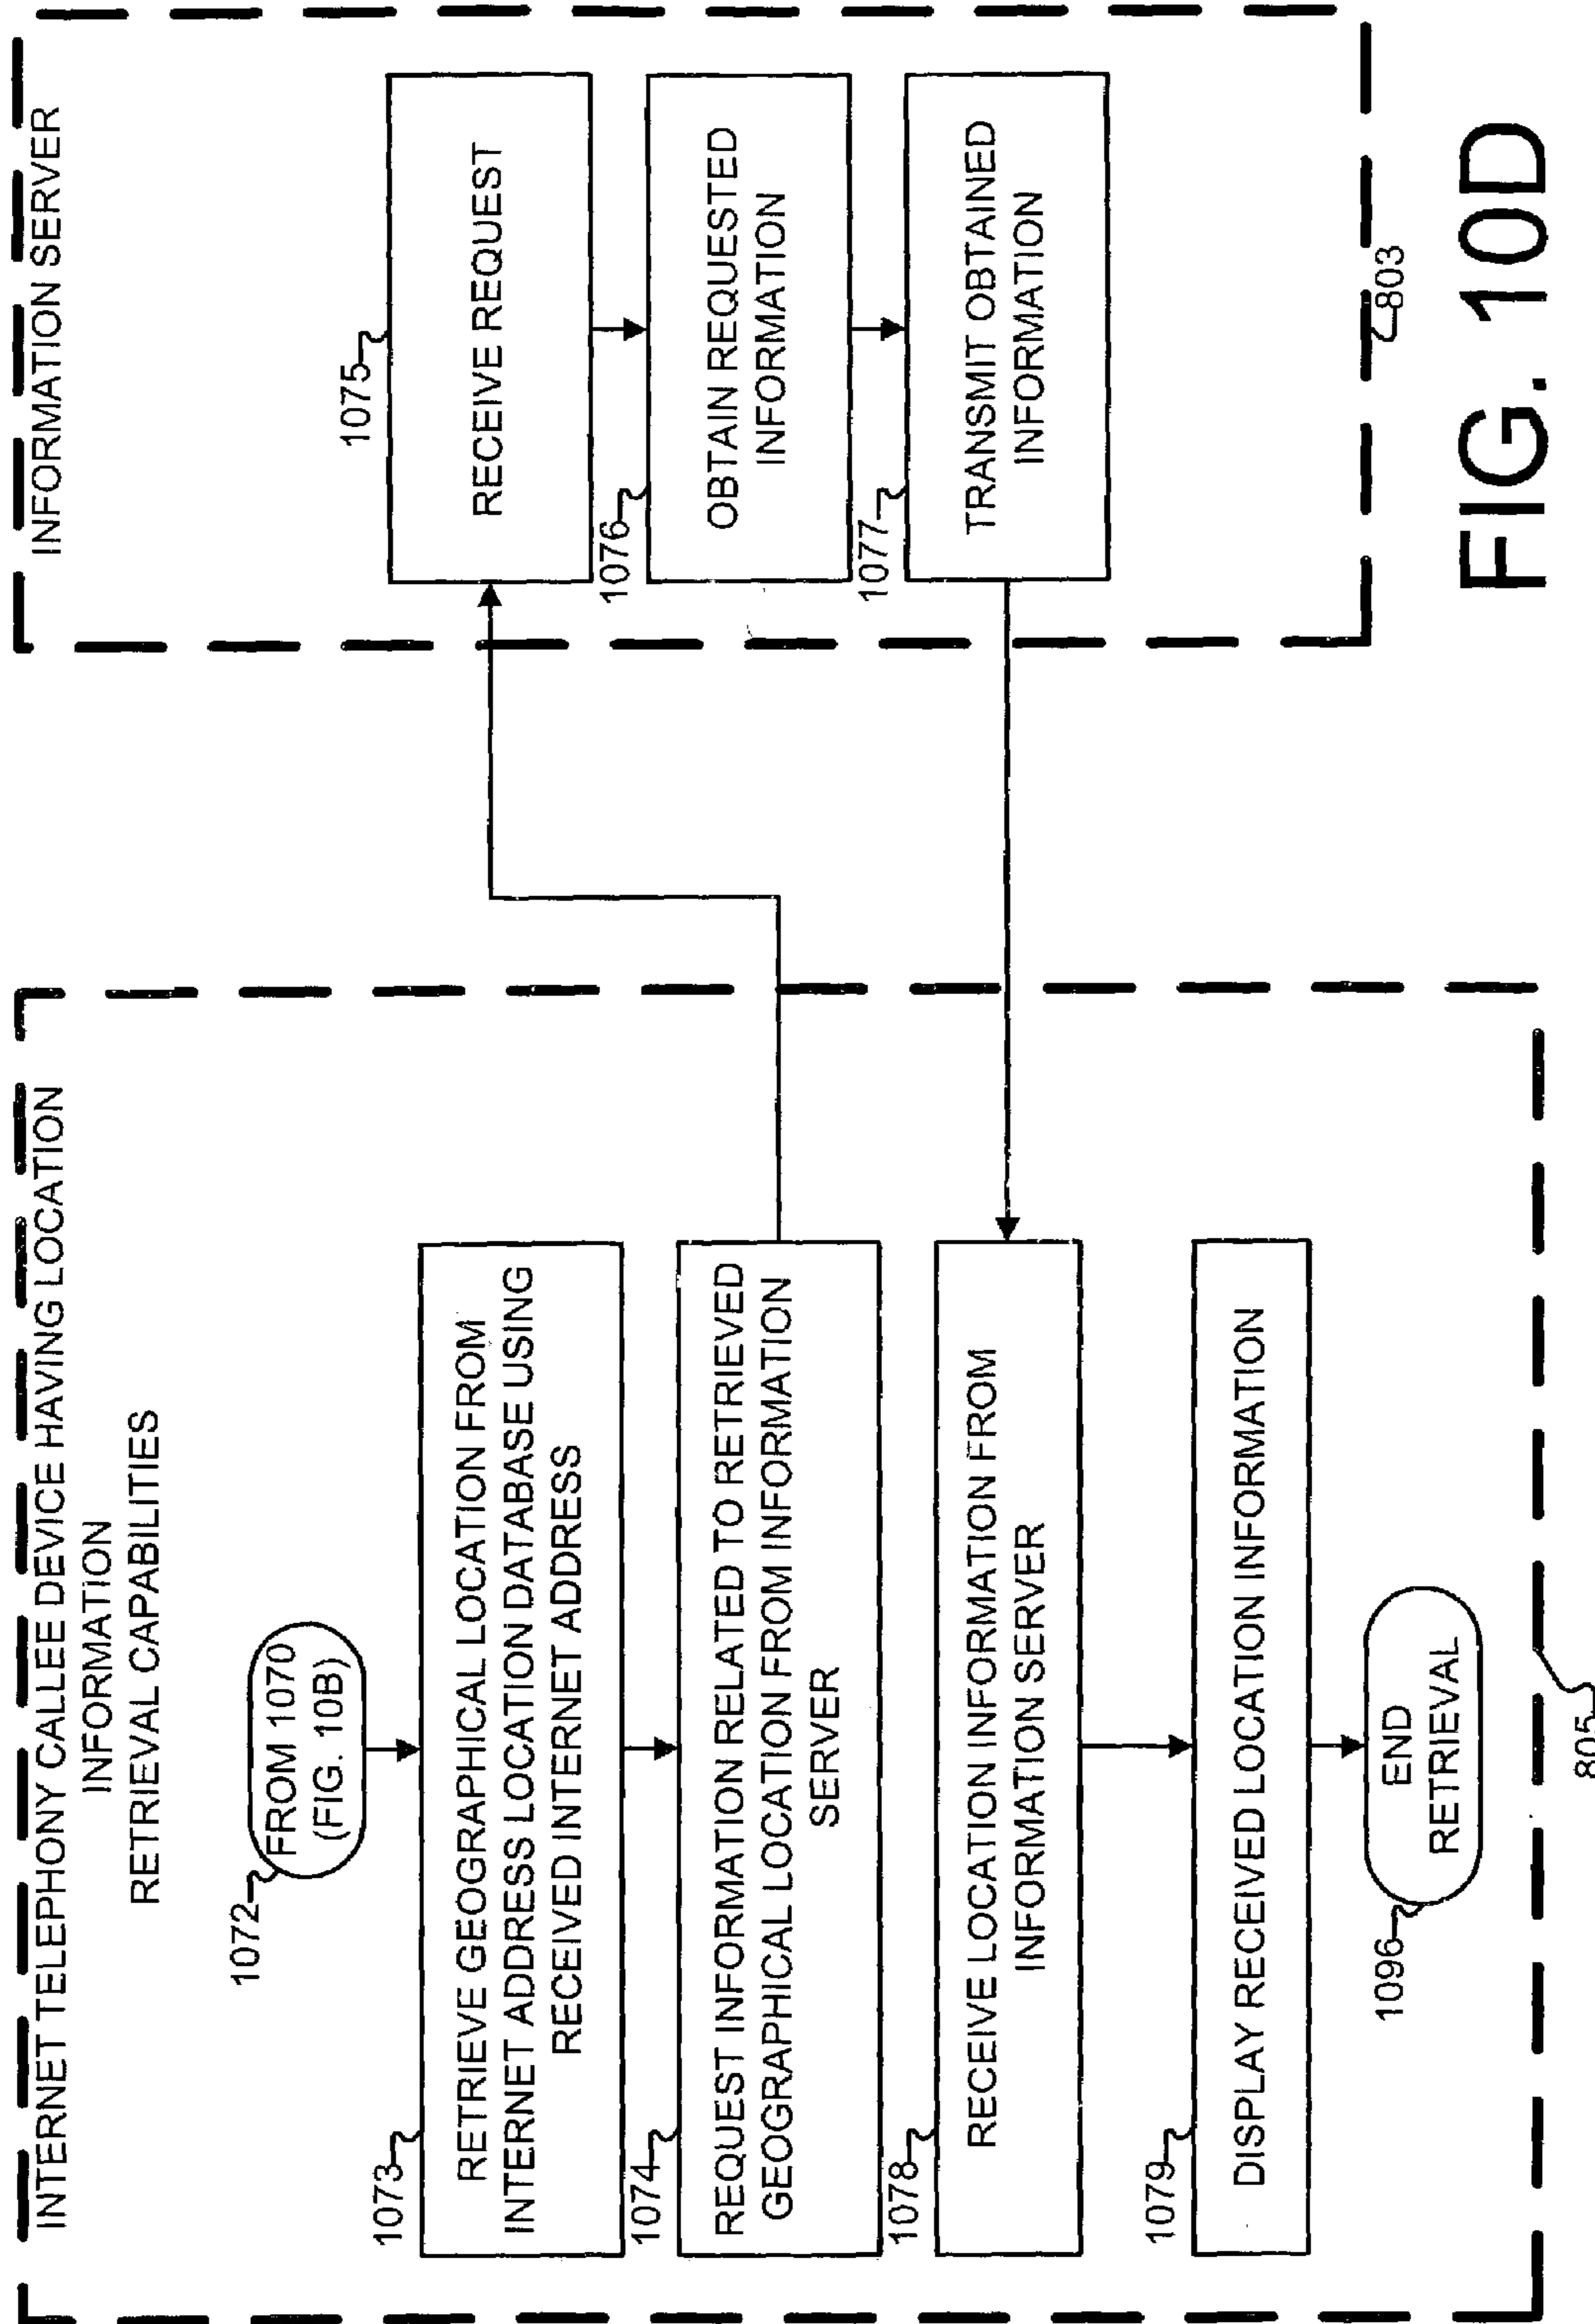 INTERNET TELEPHONY CALLEE DEVICE HAVING LOCATION
INFORMATION
RETRIEVAL CAPABILITIES
1072
FROM 1070
(FIG. 10B)
1073
RETRIEVE GEOGRAPHICAL LOCATION FROM
INTERNET ADDRESS LOCATION DATABASE USING
RECEIVED INTERNET ADDRESS
1074
REQUEST INFORMATION RELATED TO RETRIEVED
GEOGRAPHICAL LOCATION FROM INFORMATION
SERVER
1078
RECEIVE LOCATION INFORMATION FROM
INFORMATION SERVER
1079
DISPLAY RECEIVED LOCATION INFORMATION
1096
END
RETRIEVAL
805
INFORMATION SERVER
1075
RECEIVE REQUEST
1076
OBTAIN REQUESTED
INFORMATION
1077
TRANSMIT OBTAINED
INFORMATION
803
FIG. 10D